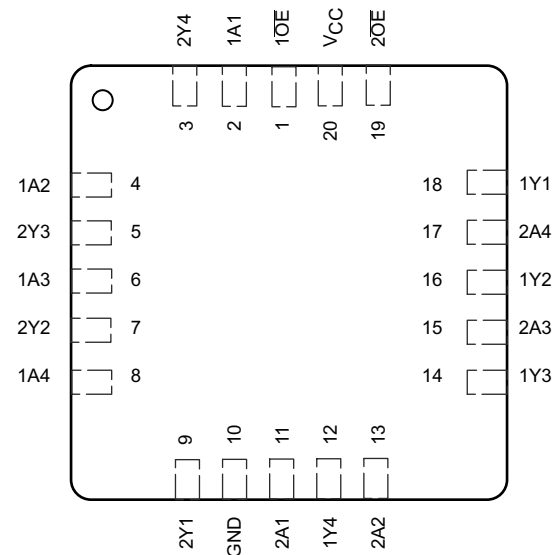 2Y4 1A1 1O̅E̅ VCC 2O̅E̅
3 2 1 20 19
1A2 4 18 1Y1
2Y3 5 17 2A4
1A3 6 16 1Y2
2Y2 7 15 2A3
1A4 8 14 1Y3
9 10 11 12 13
2Y1 GND 2A1 1Y4 2A2